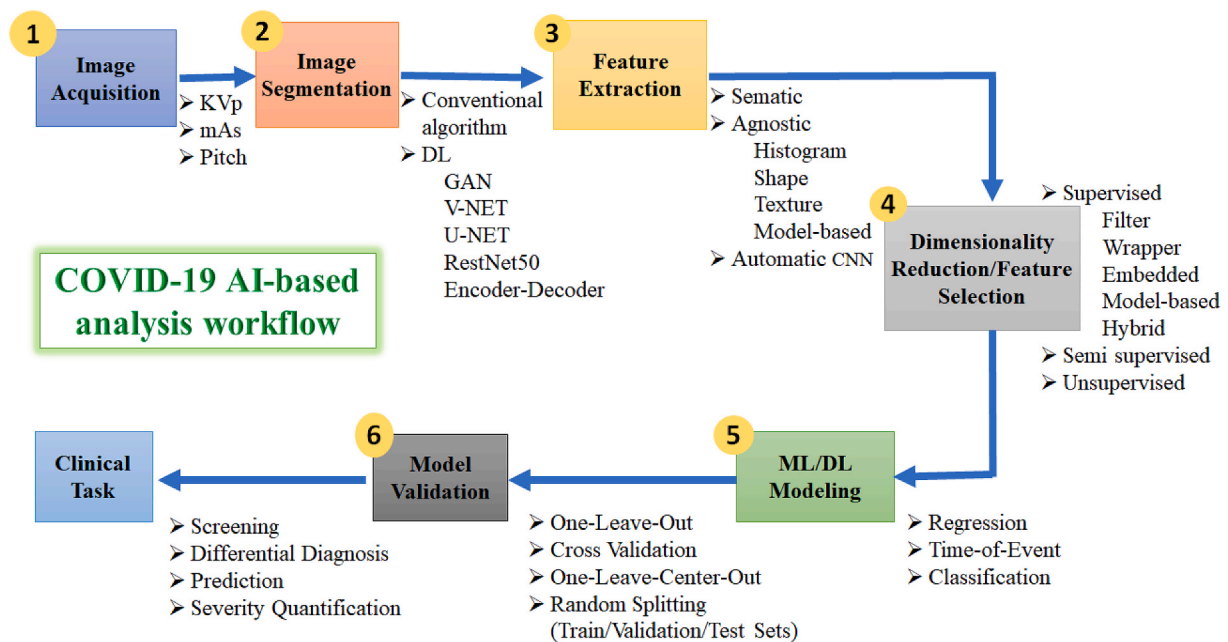 1
Image
Acquisition
➢ KVp
➢ mAs
➢ Pitch
2
Image
Segmentation
➢ Conventional
algorithm
➢ DL
GAN
V-NET
U-NET
RestNet50
Encoder-Decoder
3
Feature
Extraction
➢ Sematic
➢ Agnostic
Histogram
Shape
Texture
Model-based
➢ Automatic CNN
4
Dimensionality
Reduction/Feature
Selection
➢ Supervised
Filter
Wrapper
Embedded
Model-based
Hybrid
➢ Semi supervised
➢ Unsupervised
COVID-19 AI-based
analysis workflow
5
ML/DL
Modeling
➢ Regression
➢ Time-of-Event
➢ Classification
6
Model
Validation
➢ One-Leave-Out
➢ Cross Validation
➢ One-Leave-Center-Out
➢ Random Splitting
(Train/Validation/Test Sets)
Clinical
Task
➢ Screening
➢ Differential Diagnosis
➢ Prediction
➢ Severity Quantification